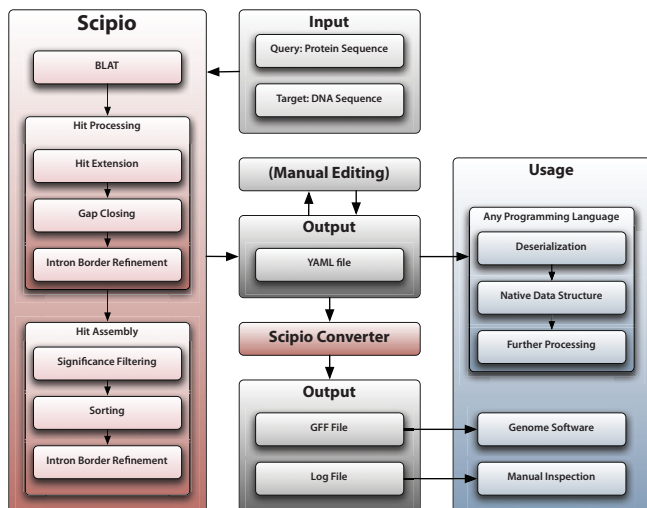 Scipio
BLAT
Hit Processing
Hit Extension
Gap Closing
Intron Border Refinement
Hit Assembly
Significance Filtering
Sorting
Intron Border Refinement
Input
Query: Protein Sequence
Target: DNA Sequence
(Manual Editing)
Output
YAML file
Scipio Converter
Output
GFF File
Log File
Usage
Any Programming Language
Deserialization
Native Data Structure
Further Processing
Genome Software
Manual Inspection